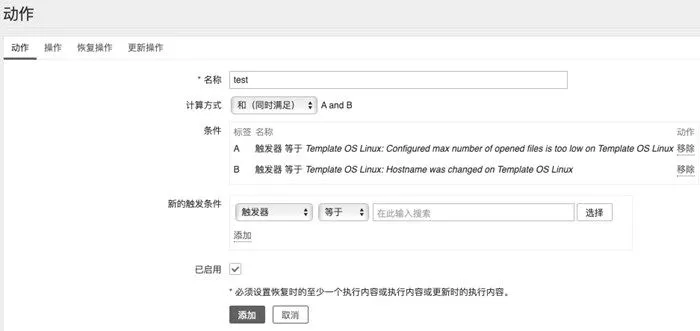 动作
动作 操作 恢复操作 更新操作
* 名称 test
计算方式 和（同时满足） A and B
条件 标签 名称 动作
A 触发器 等于 Template OS Linux: Configured max number of opened files is too low on Template OS Linux 移除
B 触发器 等于 Template OS Linux: Hostname was changed on Template OS Linux 移除
新的触发条件 触发器 等于 在此输入搜索 选择
添加
已启用
* 必须设置恢复时的至少一个执行内容或执行内容或更新时的执行内容。
添加 取消